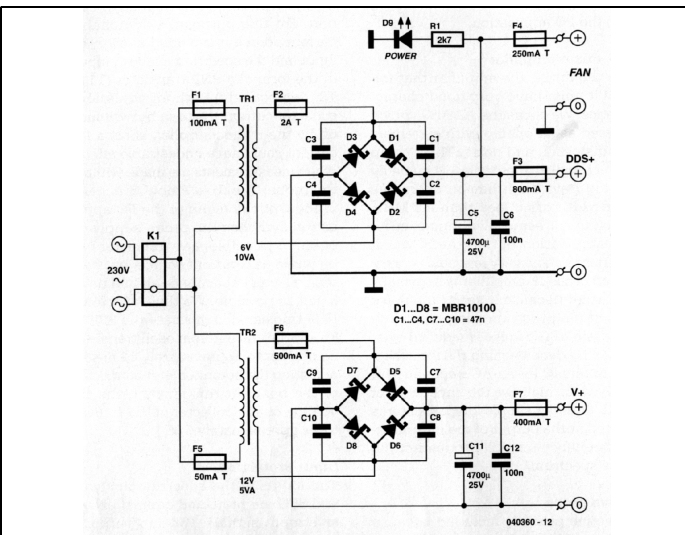 D9
POWER
R1
2k7
F4
250mA T
+
FAN
0
F1
100mA T
TR1
F2
2A T
C3
D3
D1
C1
C4
D4
D2
C2
F3
800mA T
DDS+
+
C5
4700µ
25V
C6
100n
0
6V
10VA
K1
230V
~
D1...D8 = MBR10100
C1...C4, C7...C10 = 47n
TR2
F6
500mA T
C9
D7
D5
C7
C10
D8
D6
C8
F7
400mA T
V+
+
C11
4700µ
25V
C12
100n
0
F5
50mA T
12V
5VA
040360 - 12